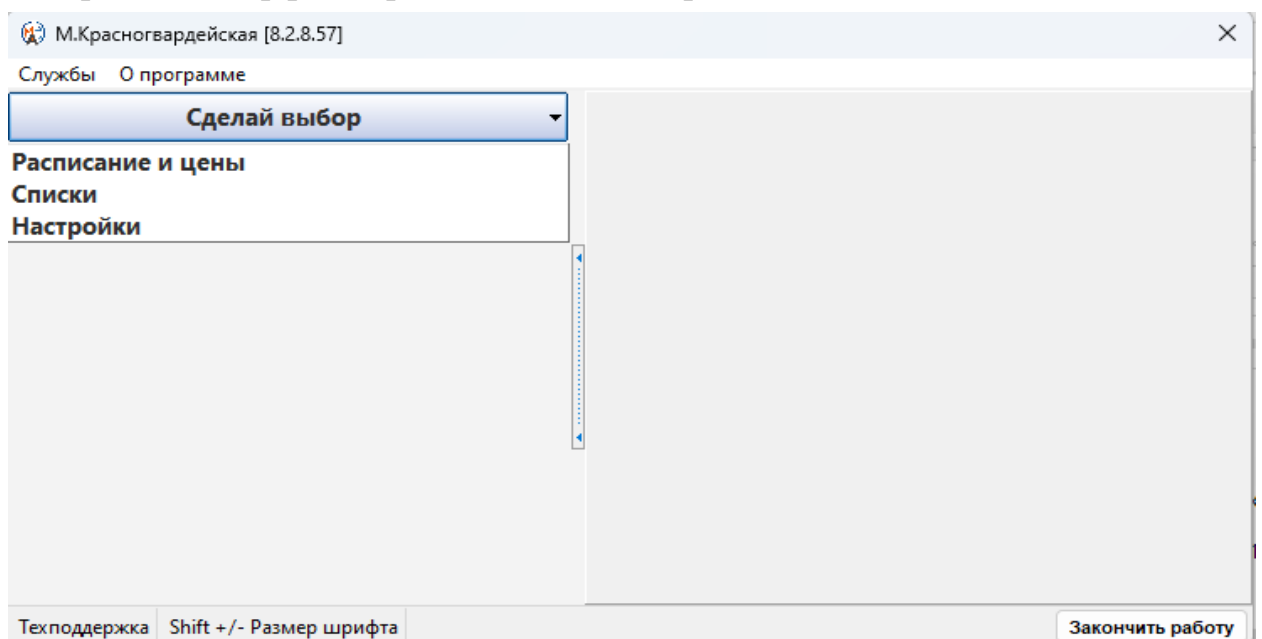 М.Красногвардейская [8.2.8.57]
Службы О программе
Сделай выбор
Расписание и цены
Списки
Настройки
Техподдержка Shift +/- Размер шрифта Закончить работу